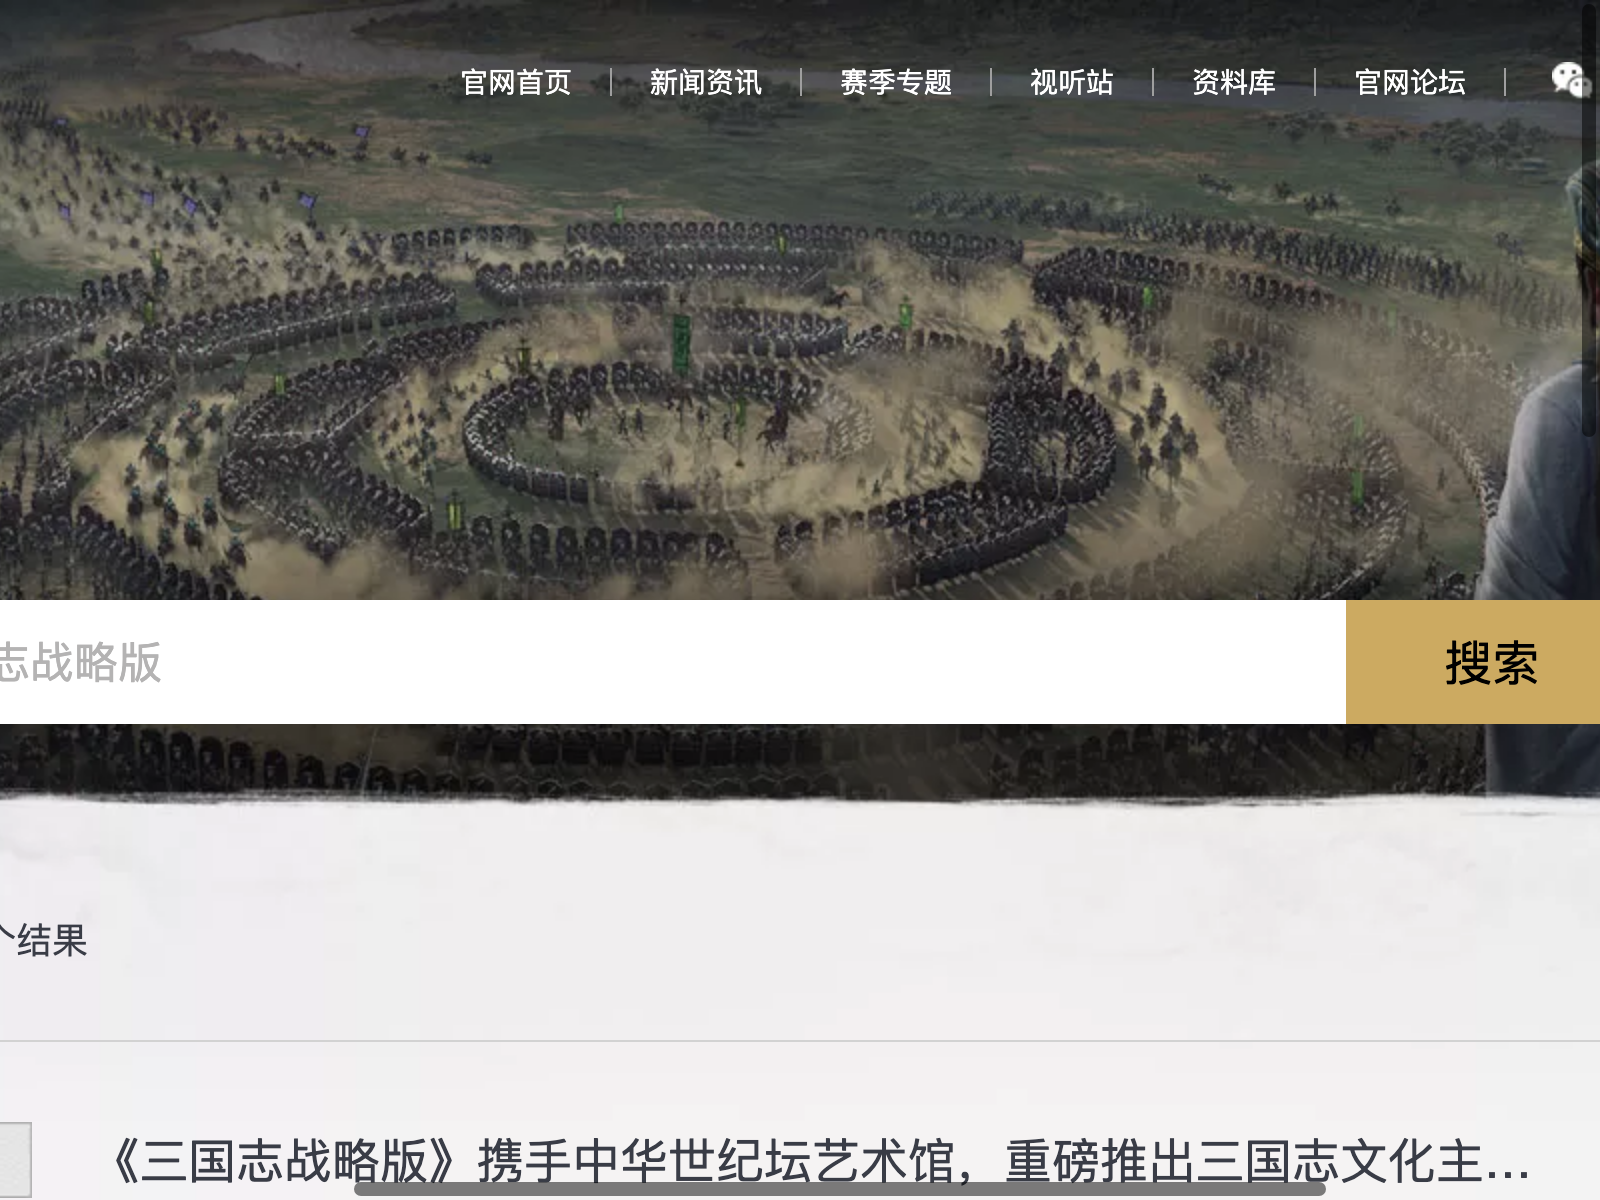 官网首页 新闻资讯 赛季专题 视听站 资料库 官网论坛
志战略版 搜索
个结果
《三国志战略版》携手中华世纪坛艺术馆，重磅推出三国志文化主...